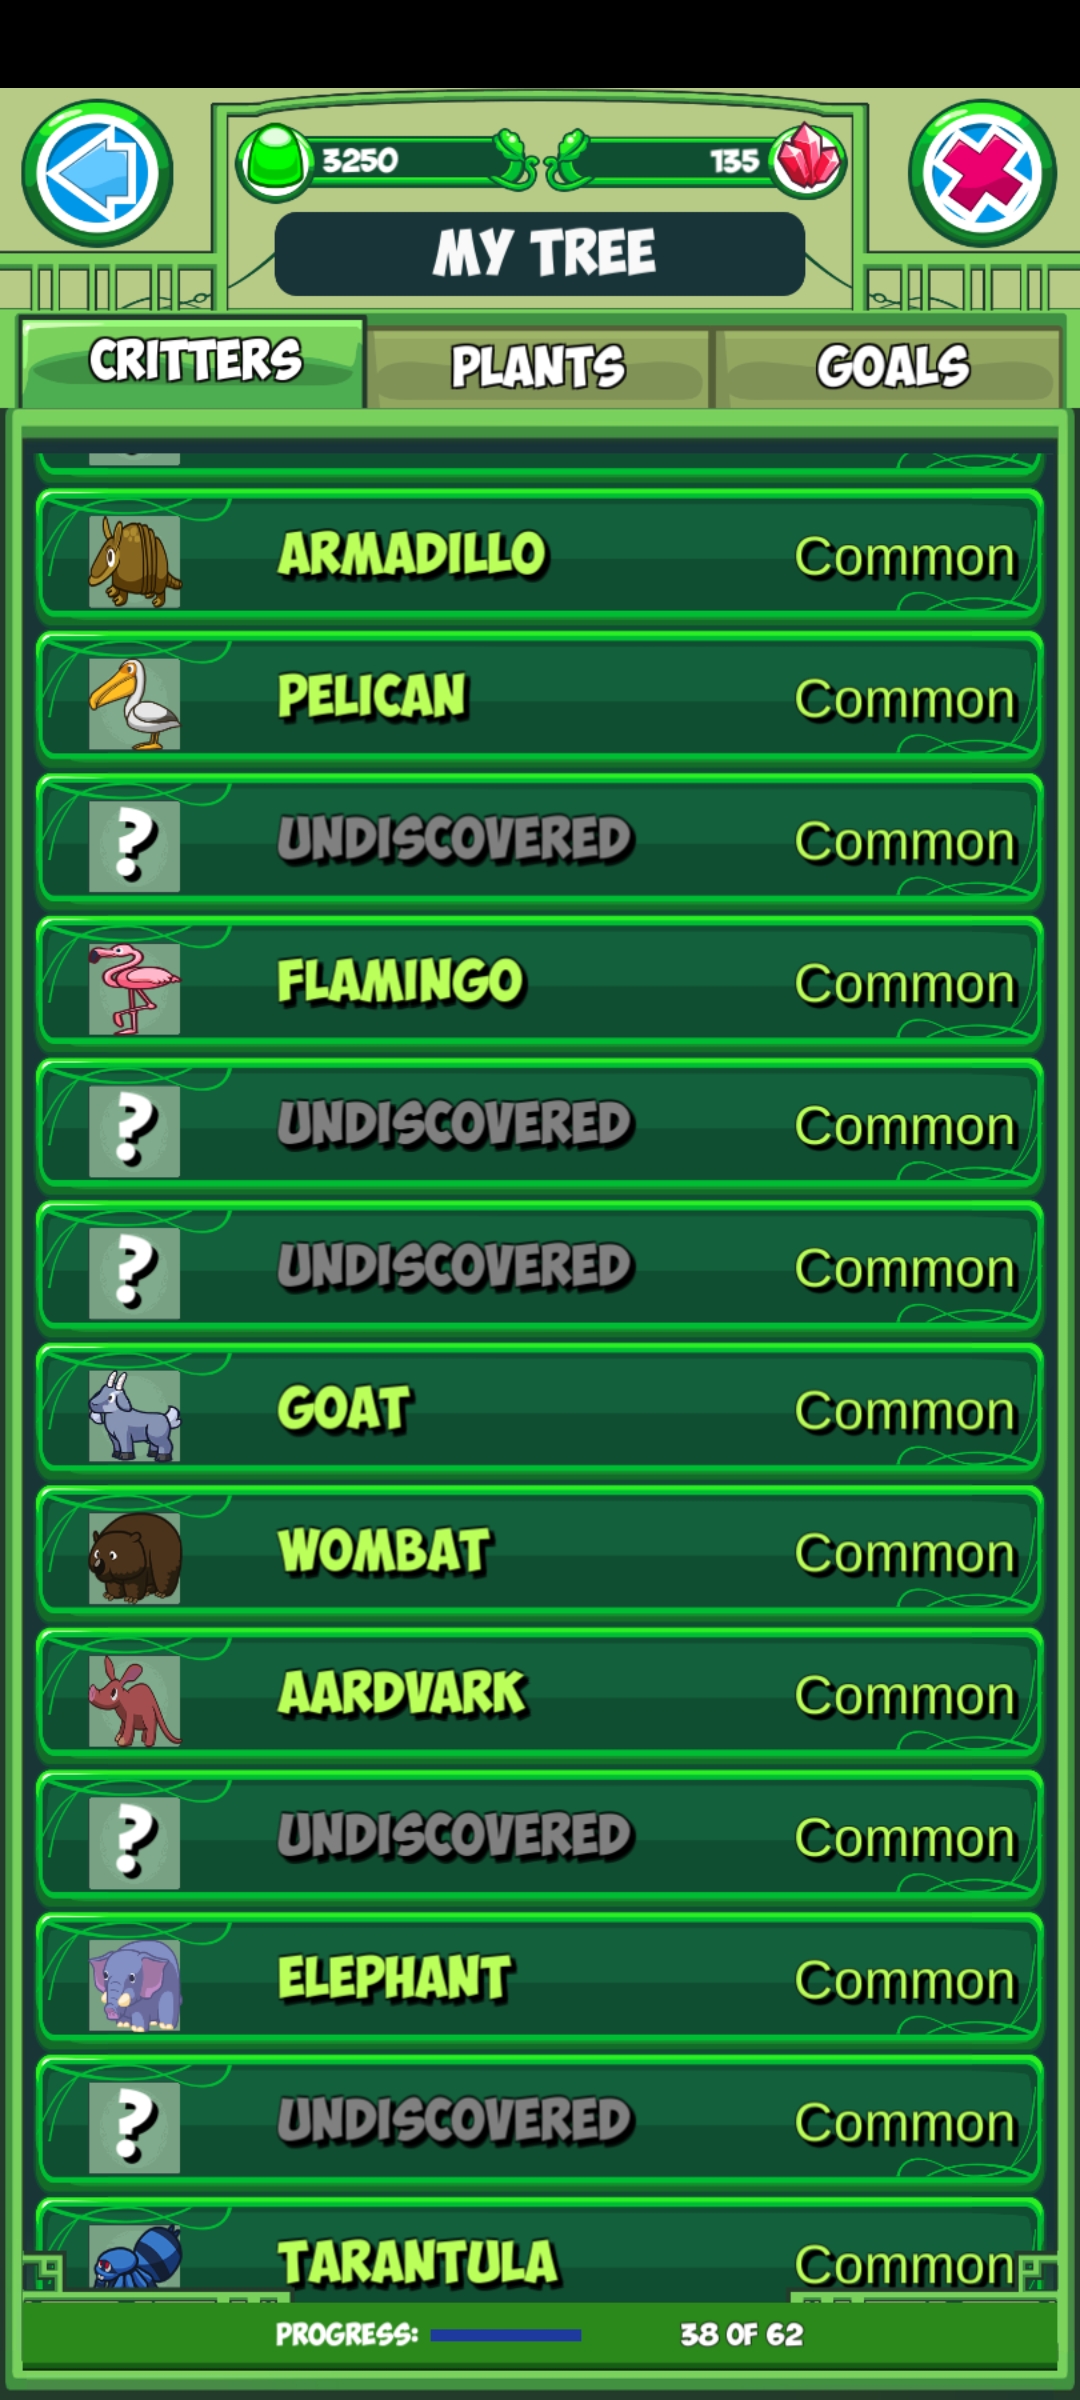 3250
135
MY TREE
CRITTERS
PLANTS
GOALS
ARMADILLO Common
PELICAN Common
? UNDISCOVERED Common
FLAMINGO Common
? UNDISCOVERED Common
? UNDISCOVERED Common
GOAT Common
WOMBAT Common
AARDVARK Common
? UNDISCOVERED Common
ELEPHANT Common
? UNDISCOVERED Common
TARANTULA Common
PROGRESS: 38 OF 62